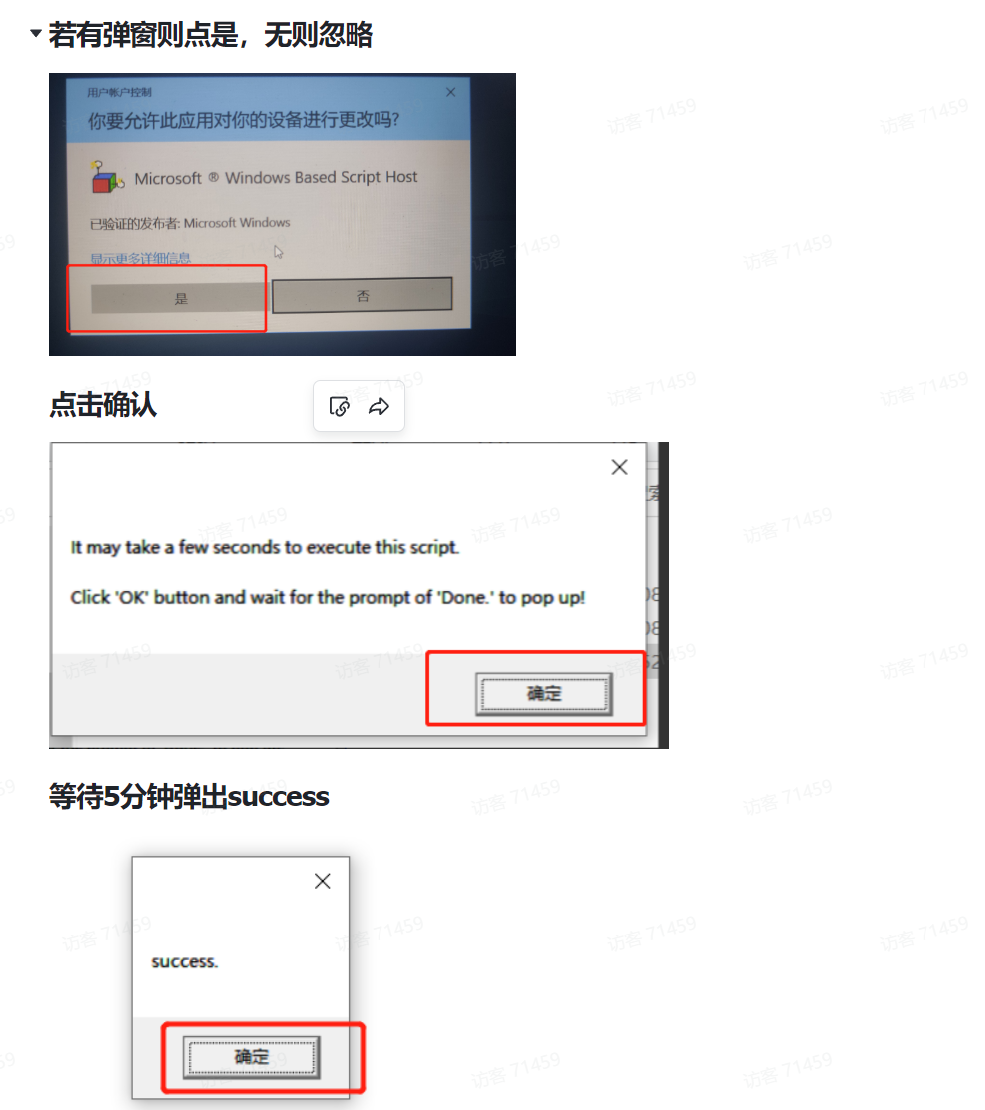 若有弹窗则点是，无则忽略
用户帐户控制
你要允许此应用对你的设备进行更改吗?
Microsoft ® Windows Based Script Host
已验证的发布者: Microsoft Windows
显示更多详细信息
是
否
点击确认
It may take a few seconds to execute this script.
Click 'OK' button and wait for the prompt of 'Done.' to pop up!
确定
等待5分钟弹出success
success.
确定
访客 71459